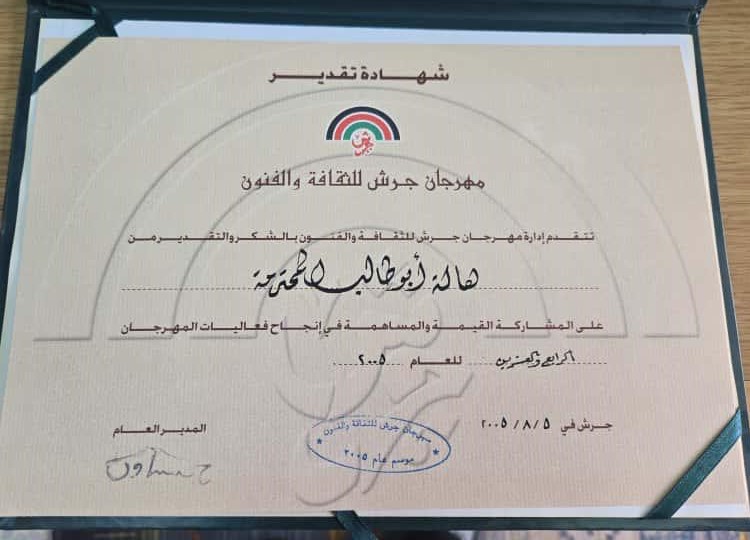 شهادة تقدير
جرش
مهرجان جرش للثقافة والفنون
تتقدم إدارة مهرجان جرش للثقافة والفنون بالشكر والتقدير من
هالة أبو طالب المحترمة
على المشاركة القيمة والمساهمة في إنجاح فعاليات المهرجان
الرابع والعشرين للعام ٢٠٠٥
جرش في ٢٠٠٥/٨/٥
المدير العام
مهرجان جرش للثقافة والفنون
موسم عام ٢٠٠٥